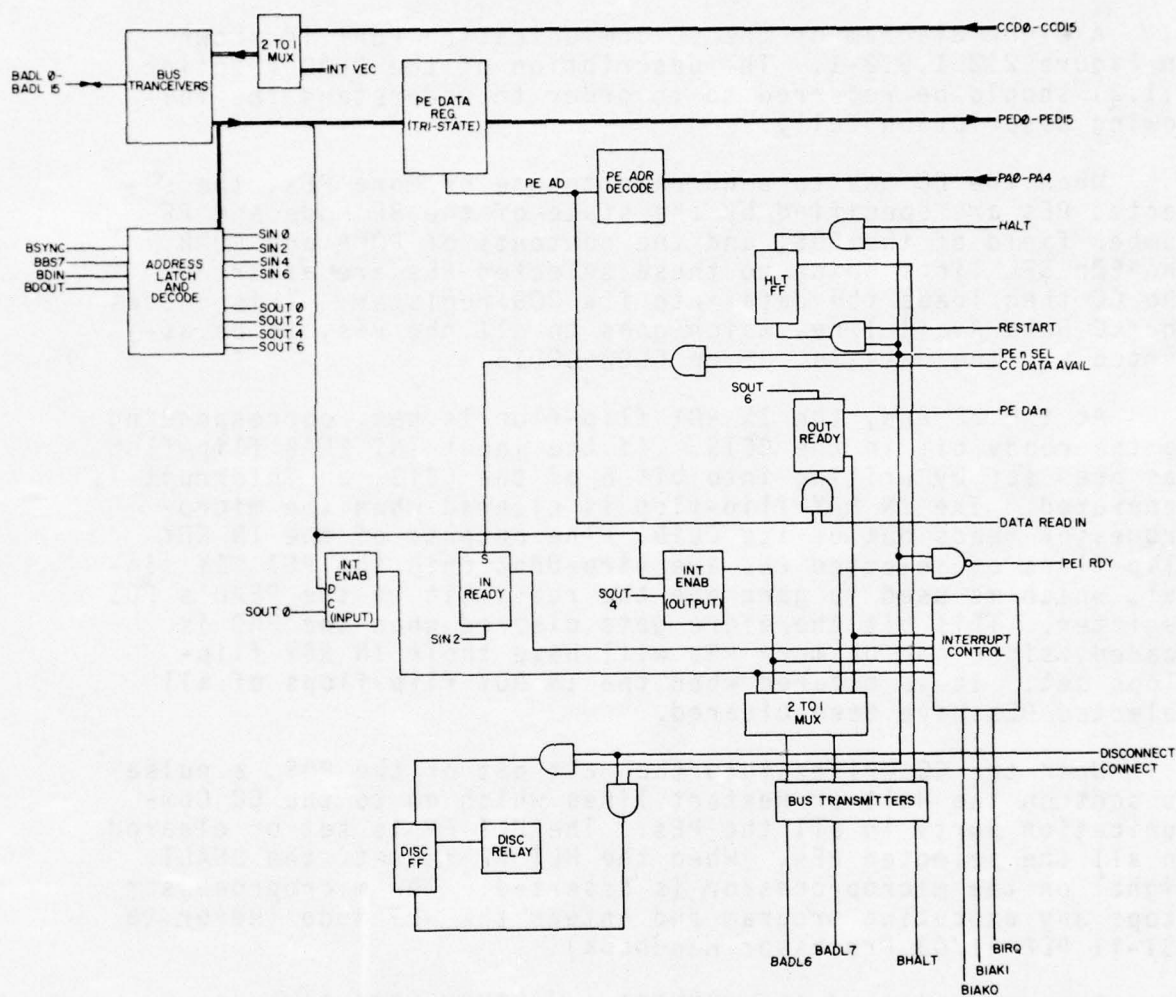 2 TO 1
MUX
CCD0-CCD15
BUS
TRANCEIVERS
BADL 0-
BADL 15
INT VEC
PE DATA
REG.
(TRI-STATE)
PED0-PED15
PE AD
PE ADR
DECODE
PA0-PA4
BSYNC
BBS7
BDIN
BDOUT
ADDRESS
LATCH
AND
DECODE
SIN 0
SIN 2
SIN 4
SIN 6
SOUT 0
SOUT 2
SOUT 4
SOUT 6
HALT
HLT
FF
RESTART
PEn SEL
CC DATA AVAIL
SOUT
6
OUT
READY
PE DAn
DATA READ IN
INT
ENAB
(INPUT)
D
C
SOUT 0
S
IN
READY
SIN 2
INT
ENAB
(OUTPUT)
SOUT
4
PEI RDY
INTERRUPT
CONTROL
2 TO 1
MUX
DISCONNECT
CONNECT
BUS TRANSMITTERS
DISC
FF
DISC
RELAY
BADL6
BADL7
BHALT
BIAKO
BIAKI
BIRQ